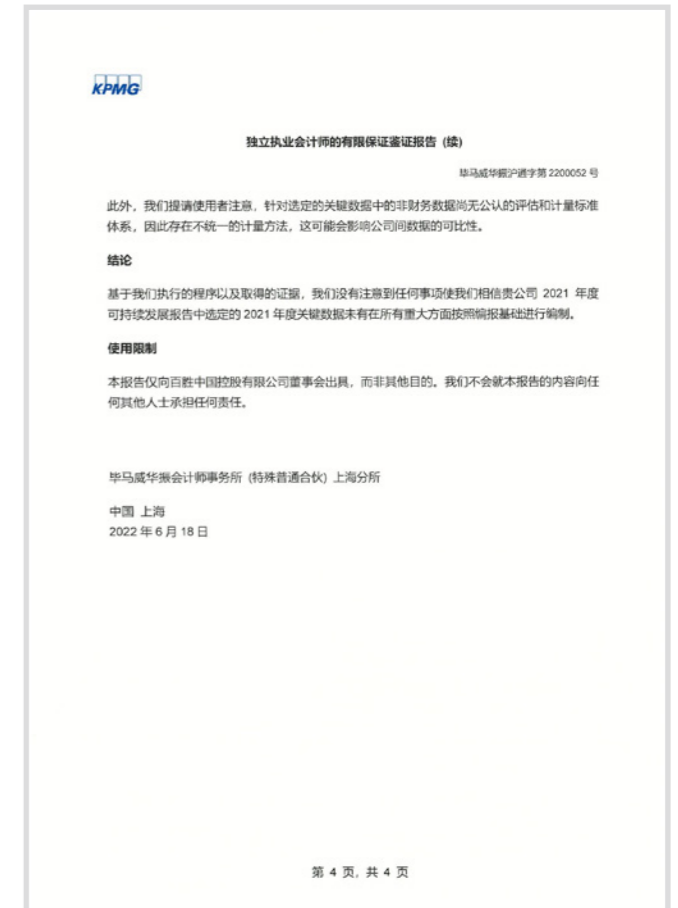 KPMG
独立执业会计师的有限保证鉴证报告 (续)
毕马威华振沪通字第 2200052 号
此外，我们提请使用者注意，针对选定的关键数据中的非财务数据尚无公认的评估和计量标准
体系，因此存在不统一的计量方法，这可能会影响公司间数据的可比性。
结论
基于我们执行的程序以及取得的证据，我们没有注意到任何事项使我们相信贵公司 2021 年度
可持续发展报告中选定的 2021 年度关键数据未有在所有重大方面按照编报基础进行编制。
使用限制
本报告仅向百胜中国控股有限公司董事会出具，而非其他目的。我们不会就本报告的内容向任
何其他人士承担任何责任。
毕马威华振会计师事务所 (特殊普通合伙) 上海分所
中国 上海
2022 年 6 月 18 日
第 4 页, 共 4 页